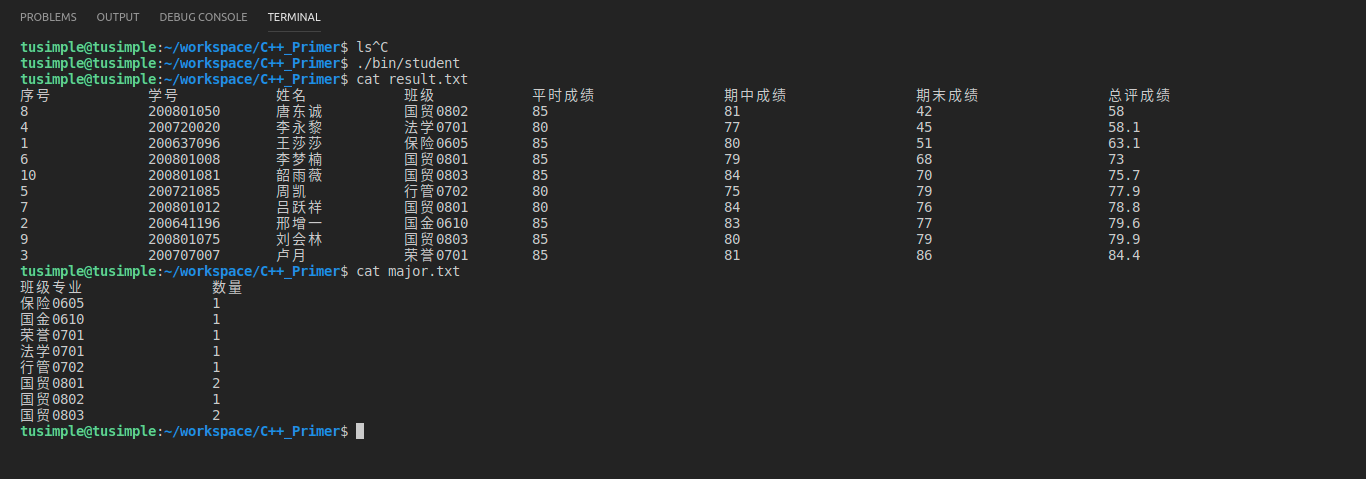 PROBLEMS OUTPUT DEBUG CONSOLE TERMINAL
tusimple@tusimple:~/workspace/C++_Primer$ ls^C
tusimple@tusimple:~/workspace/C++_Primer$ ./bin/student
tusimple@tusimple:~/workspace/C++_Primer$ cat result.txt
序号 学号 姓名 班级 平时成绩 期中成绩 期末成绩 总评成绩
8 200801050 唐东诚 国贸0802 85 81 42 58
4 200720020 李永黎 法学0701 80 77 45 58.1
1 200637096 王莎莎 保险0605 85 80 51 63.1
6 200801008 李梦楠 国贸0801 85 79 68 73
10 200801081 韶雨薇 国贸0803 85 84 70 75.7
5 200721085 周凯 行管0702 80 75 79 77.9
7 200801012 吕跃祥 国贸0801 80 84 76 78.8
2 200641196 邢增一 国金0610 85 83 77 79.6
9 200801075 刘会林 国贸0803 85 80 79 79.9
3 200707007 卢月 荣誉0701 85 81 86 84.4
tusimple@tusimple:~/workspace/C++_Primer$ cat major.txt
班级专业 数量
保险0605 1
国金0610 1
荣誉0701 1
法学0701 1
行管0702 1
国贸0801 2
国贸0802 1
国贸0803 2
tusimple@tusimple:~/workspace/C++_Primer$